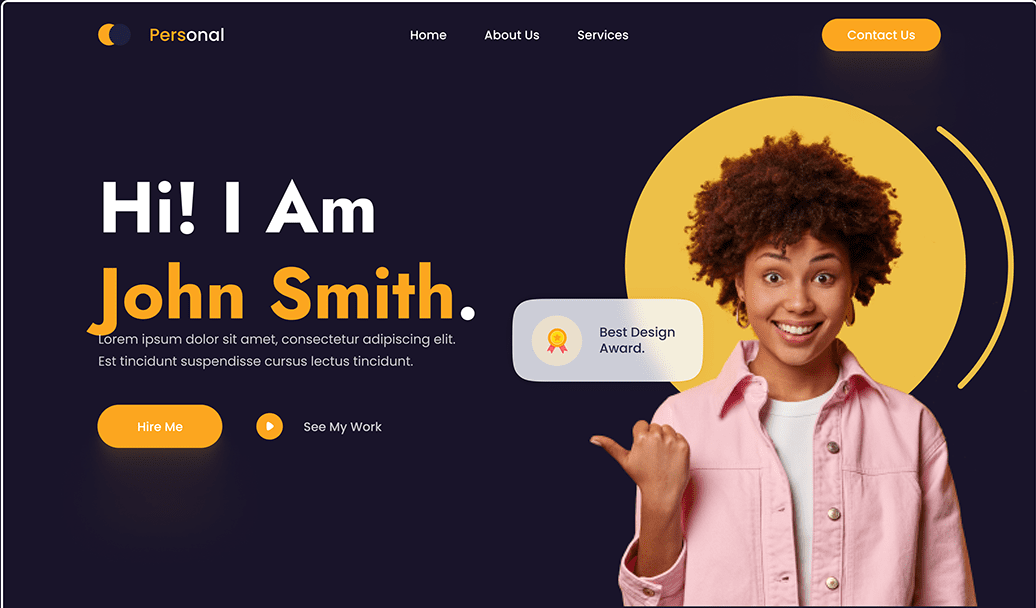 Personal
Home About Us Services
Contact Us
Hi! I Am
John Smith.
Lorem ipsum dolor sit amet, consectetur adipiscing elit.
Est tincidunt suspendisse cursus lectus tincidunt.
Best Design
Award.
Hire Me
See My Work